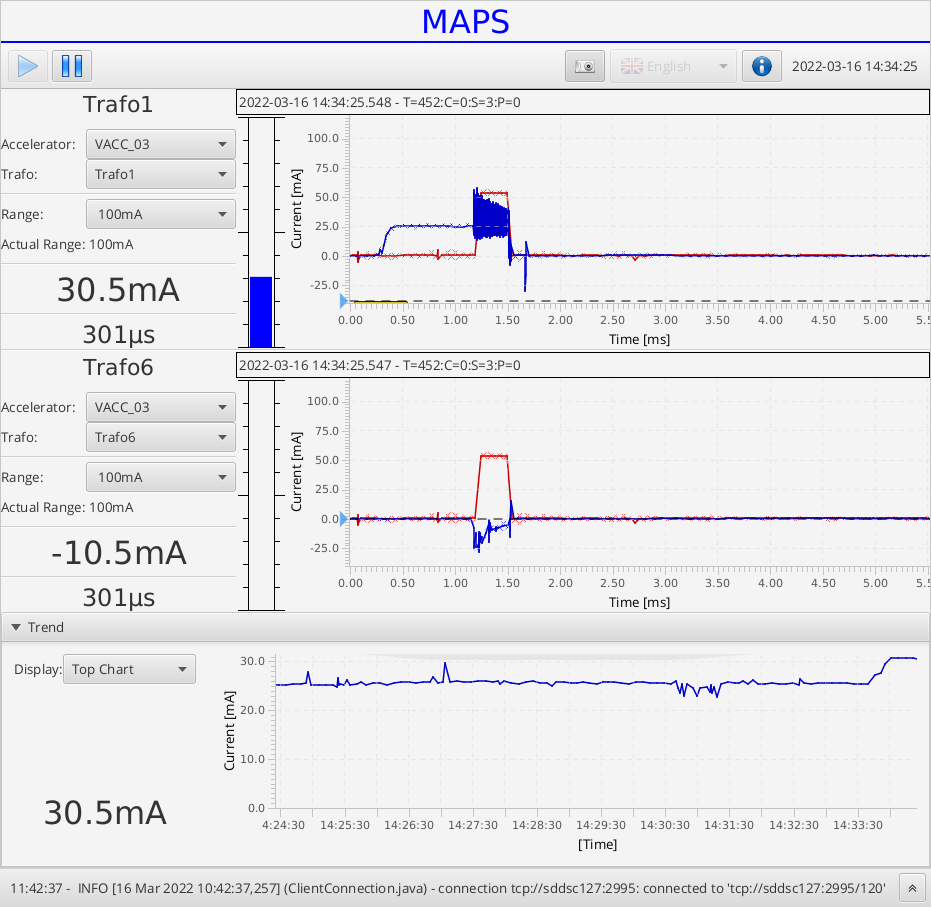 MAPS
English
2022-03-16 14:34:25
Trafo1
2022-03-16 14:34:25.548 - T=452:C=0:S=3:P=0
Accelerator: VACC_03
Trafo: Trafo1
Range: 100mA
Actual Range: 100mA
30.5mA
301µs
Current [mA]
100.0
75.0
50.0
25.0
0.0
-25.0
0.00 0.50 1.00 1.50 2.00 2.50 3.00 3.50 4.00 4.50 5.00 5.5
Time [ms]
Trafo6
2022-03-16 14:34:25.547 - T=452:C=0:S=3:P=0
Accelerator: VACC_03
Trafo: Trafo6
Range: 100mA
Actual Range: 100mA
-10.5mA
301µs
Current [mA]
100.0
75.0
50.0
25.0
0.0
-25.0
0.00 0.50 1.00 1.50 2.00 2.50 3.00 3.50 4.00 4.50 5.00 5.5
Time [ms]
Trend
Display: Top Chart
30.5mA
Current [mA]
30.0
20.0
10.0
0.0
4:24:30 14:25:30 14:26:30 14:27:30 14:28:30 14:29:30 14:30:30 14:31:30 14:32:30 14:33:30
[Time]
11:42:37 - INFO [16 Mar 2022 10:42:37,257] (ClientConnection.java) - connection tcp://sddsc127:2995: connected to 'tcp://sddsc127:2995/120'